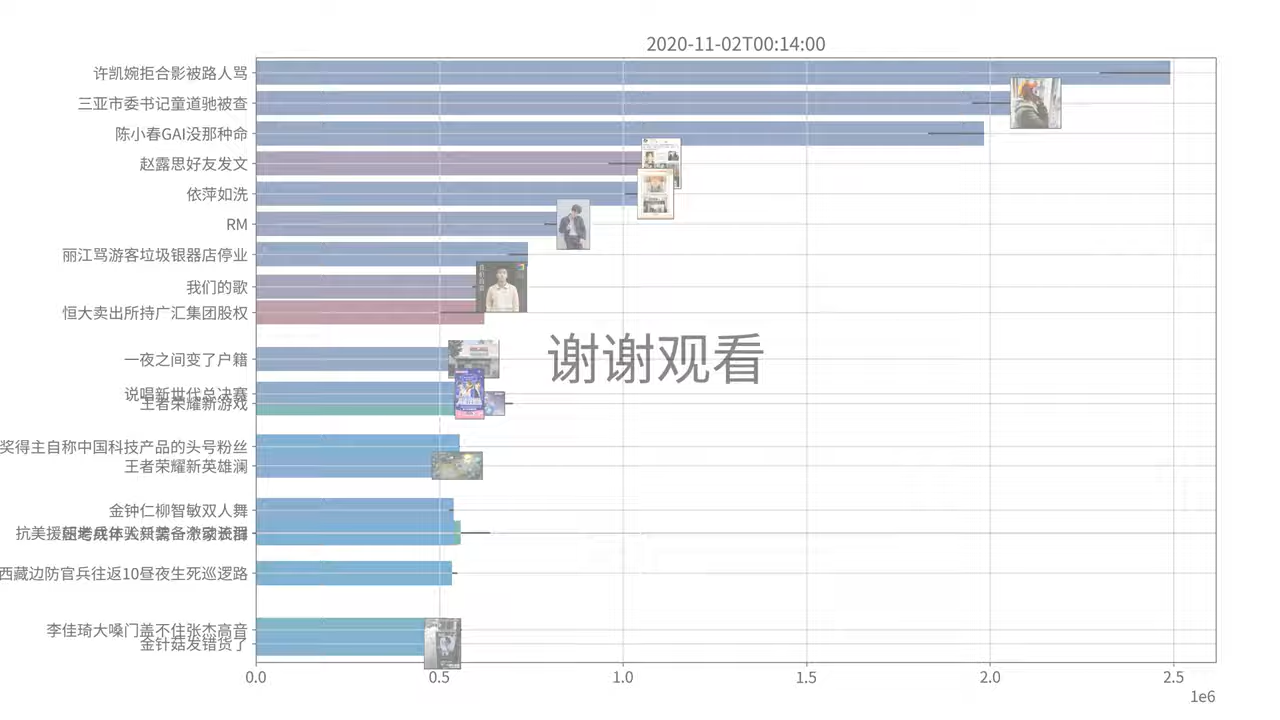 2020-11-02T00:14:00
许凯婉拒合影被路人骂
三亚市委书记童道驰被查
陈小春GAI没那种命
赵露思好友发文
依萍如洗
RM
丽江骂游客垃圾银器店停业
我们的歌
恒大卖出所持广汇集团股权
谢谢观看
一夜之间变了户籍
说唱新世代总决赛
王者荣耀新游戏
奖得主自称中国科技产品的头号粉丝
王者荣耀新英雄澜
金钟仁柳智敏双人舞
抗美援
西藏边防官兵往返10昼夜生死巡逻路
李佳琦大嗓门盖不住张杰高音
金针菇发错货了
0.0 0.5 1.0 1.5 2.0 2.5
1e6